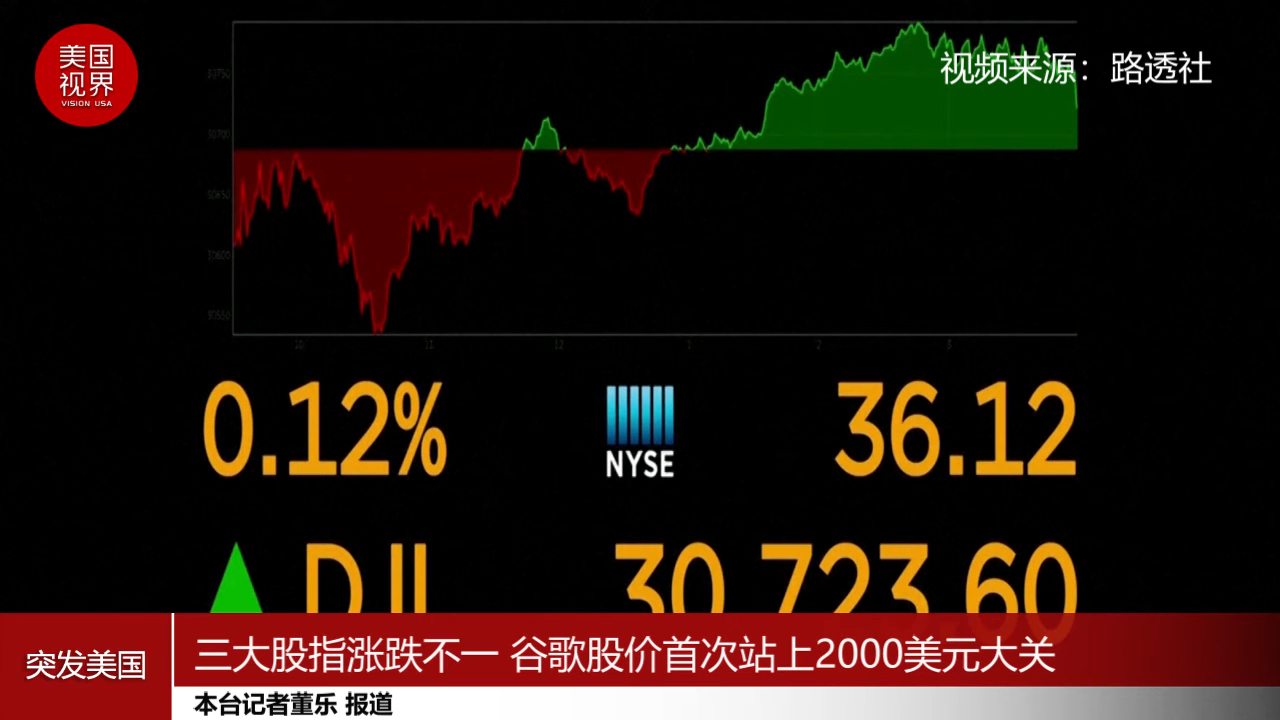 美国
视界
VISION USA
视频来源：路透社
0.12%
NYSE
36.12
DJI
30,723.60
突发美国
三大股指涨跌不一 谷歌股价首次站上2000美元大关
本台记者董乐 报道